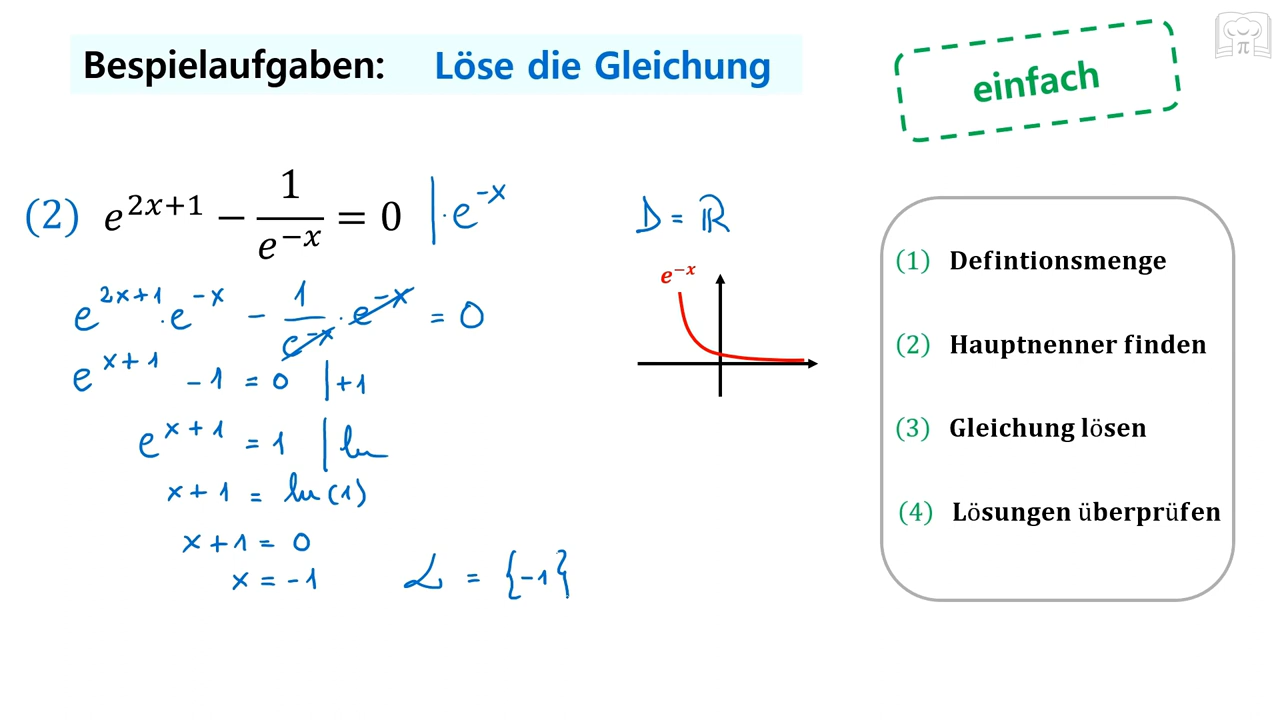 Bespielaufgaben: Löse die Gleichung
einfach
π
(2) e^{2x+1} − \frac{1}{e^{−x}} = 0 | · e^{−x}
D = ℝ
e^{2x+1} · e^{−x} − \frac{1}{e^{−x}} · e^{−x} = 0
e^{x+1} − 1 = 0 | +1
e^{x+1} = 1 | ln
x + 1 = ln(1)
x + 1 = 0
x = −1
L = {−1}
e^{−x}
(1) Defintionsmenge
(2) Hauptnenner finden
(3) Gleichung lösen
(4) Lösungen überprüfen